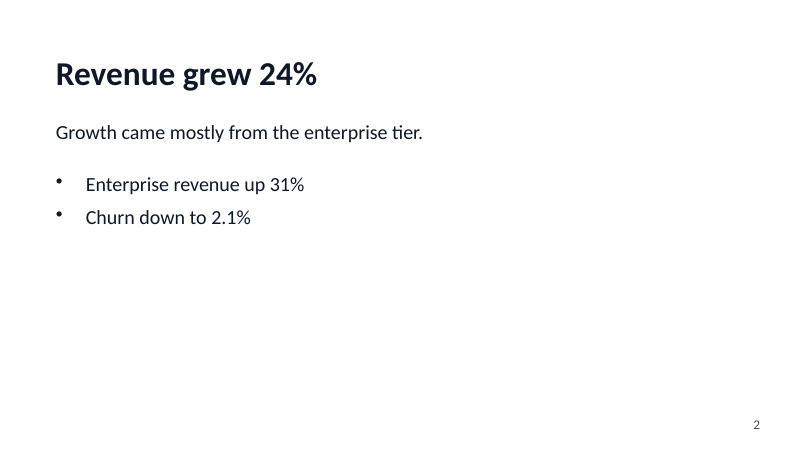 Revenue grew 24%
Growth came mostly from the enterprise tier.
• Enterprise revenue up 31%
• Churn down to 2.1%
2